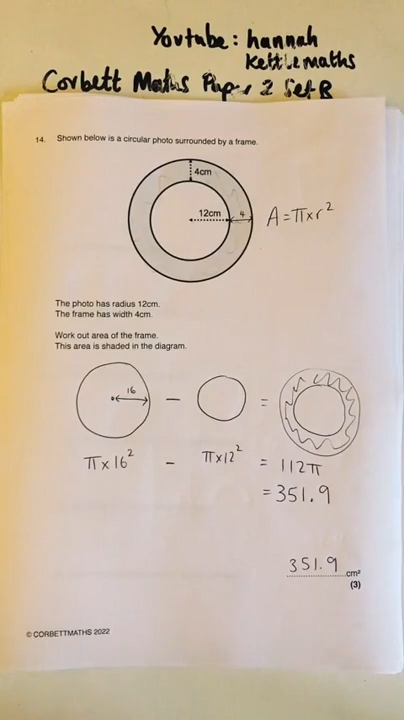 Youtube: hannah
Kettlemaths
Corbett Maths Paper 2 Set B
14. Shown below is a circular photo surrounded by a frame.
4cm
12cm 4
A=π×r²
The photo has radius 12cm.
The frame has width 4cm.
Work out area of the frame.
This area is shaded in the diagram.
16
− =
π×16² − π×12² = 112π
= 351.9
351.9 cm²
(3)
© CORBETTMATHS 2022